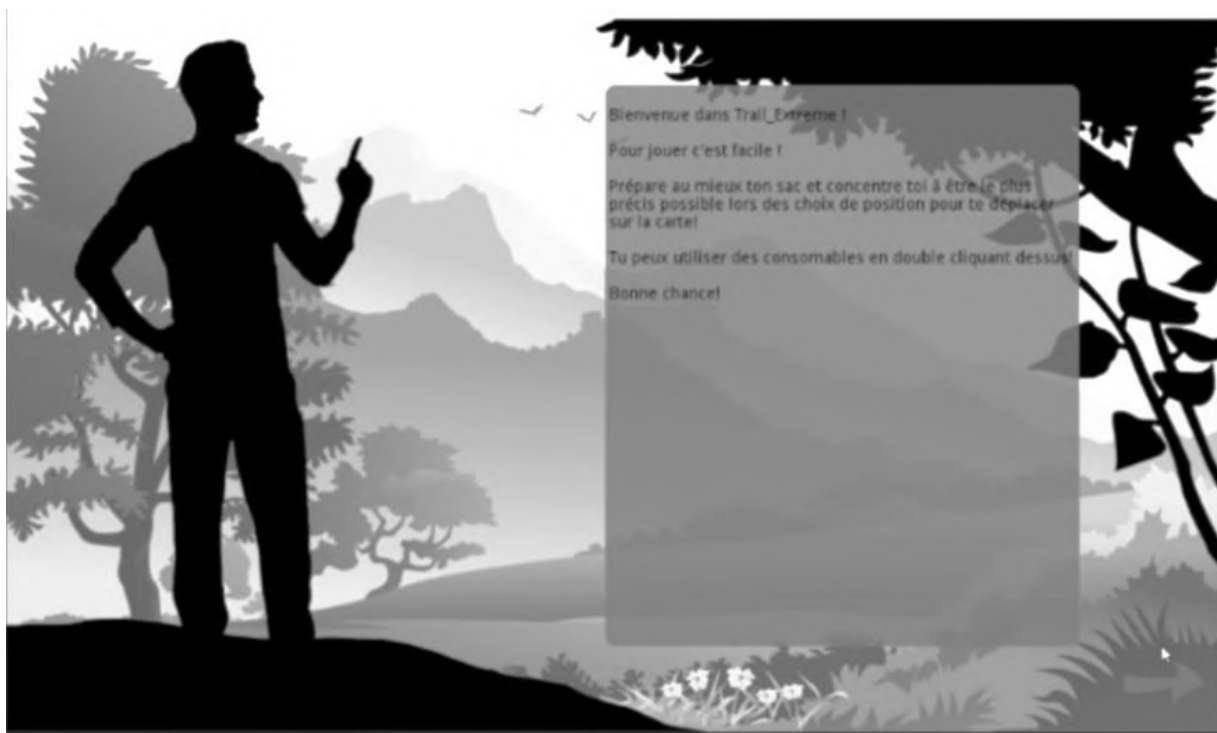 Bienvenue dans Trail_Extreme !
Pour jouer c'est facile !
Prépare au mieux ton sac et concentre toi à être le plus
précis possible lors des choix de position pour te déplacer
sur la carte!
Tu peux utiliser des consomables en double cliquant dessus!
Bonne chance!